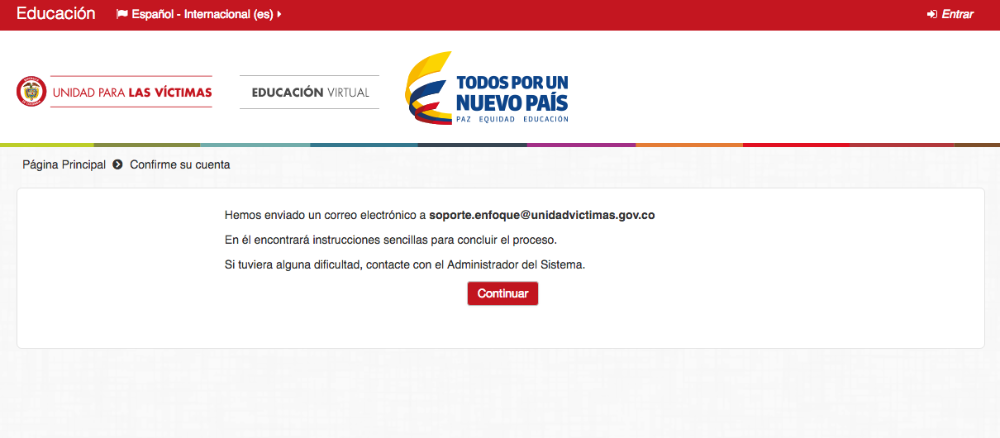 Educación Español - Internacional (es) Entrar
UNIDAD PARA LAS VÍCTIMAS
EDUCACIÓN VIRTUAL
TODOS POR UN
NUEVO PAÍS
PAZ EQUIDAD EDUCACIÓN
Página Principal Confirme su cuenta
Hemos enviado un correo electrónico a soporte.enfoque@unidadvictimas.gov.co
En él encontrará instrucciones sencillas para concluir el proceso.
Si tuviera alguna dificultad, contacte con el Administrador del Sistema.
Continuar